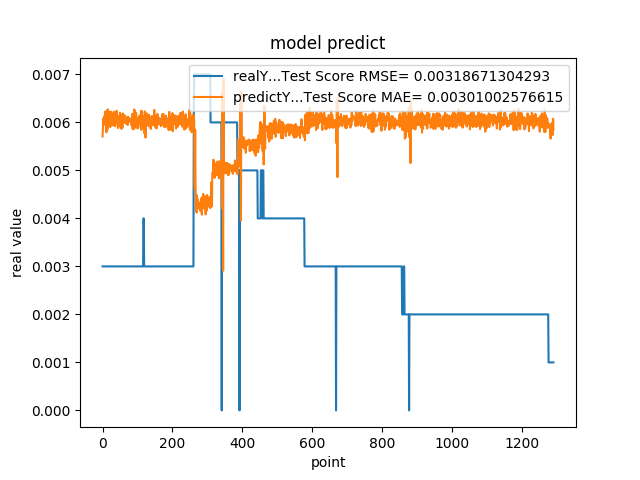 model predict
realY...Test Score RMSE= 0.00318671304293
predictY...Test Score MAE= 0.00301002576615
real value
0.007
0.006
0.005
0.004
0.003
0.002
0.001
0.000
0 200 400 600 800 1000 1200
point